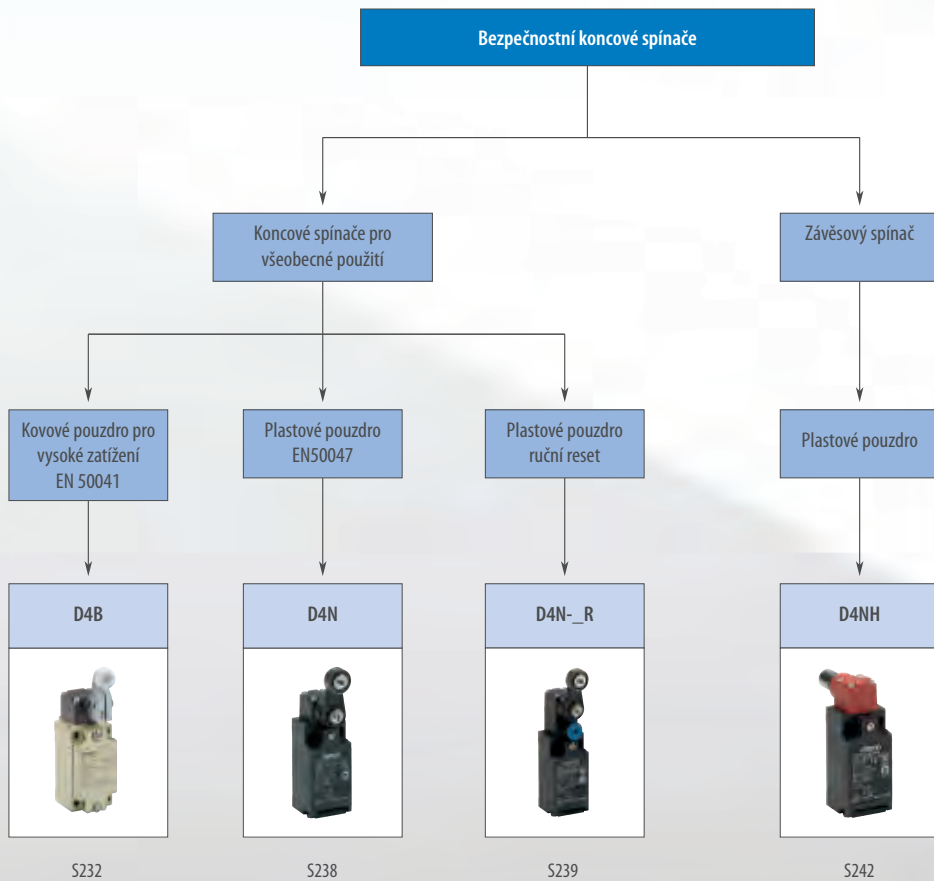 Bezpečnostní koncové spínače
Koncové spínače pro
všeobecné použití
Závěsový spínač
Kovové pouzdro pro
vysoké zatížení
EN 50041
Plastové pouzdro
EN50047
Plastové pouzdro
ruční reset
Plastové pouzdro
D4B
D4N
D4N-_R
D4NH
S232
S238
S239
S242